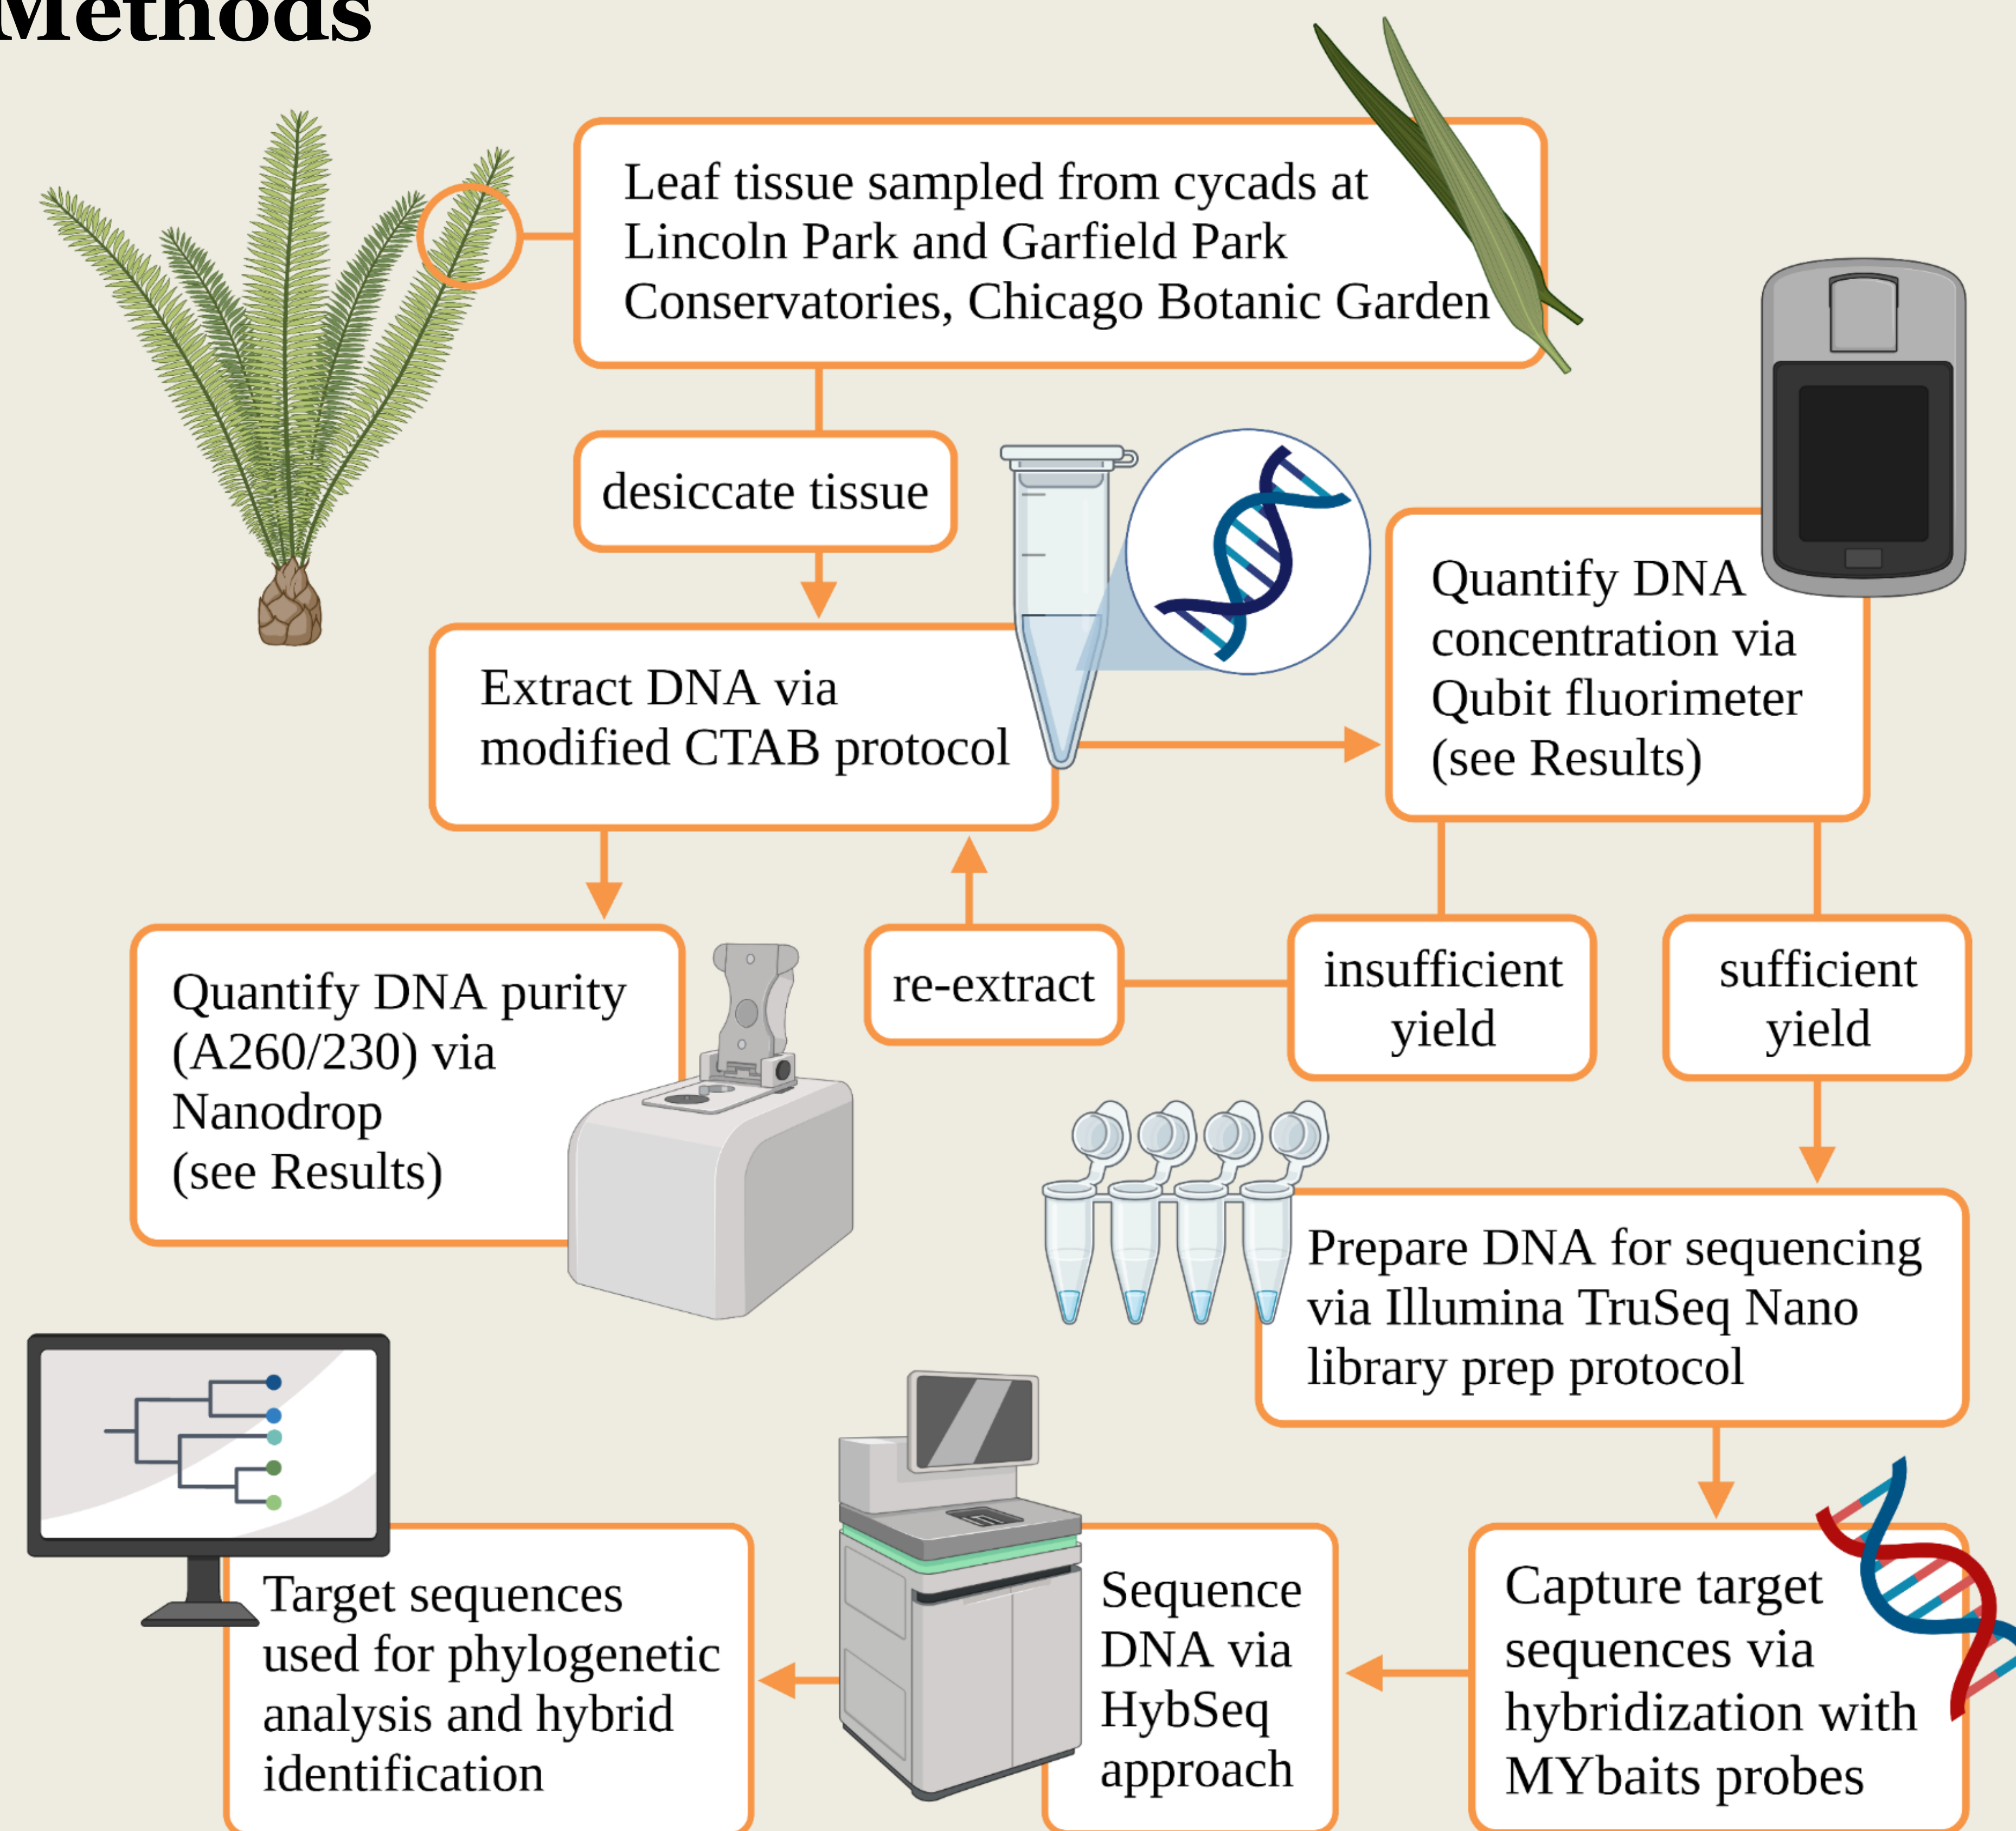 Methods
Leaf tissue sampled from cycads at
Lincoln Park and Garfield Park
Conservatories, Chicago Botanic Garden
desiccate tissue
Extract DNA via
modified CTAB protocol
Quantify DNA
concentration via
Qubit fluorimeter
(see Results)
Quantify DNA purity
(A260/230) via
Nanodrop
(see Results)
re-extract
insufficient
yield
sufficient
yield
Prepare DNA for sequencing
via Illumina TruSeq Nano
library prep protocol
Capture target
sequences via
hybridization with
MYbaits probes
Sequence
DNA via
HybSeq
approach
Target sequences
used for phylogenetic
analysis and hybrid
identification